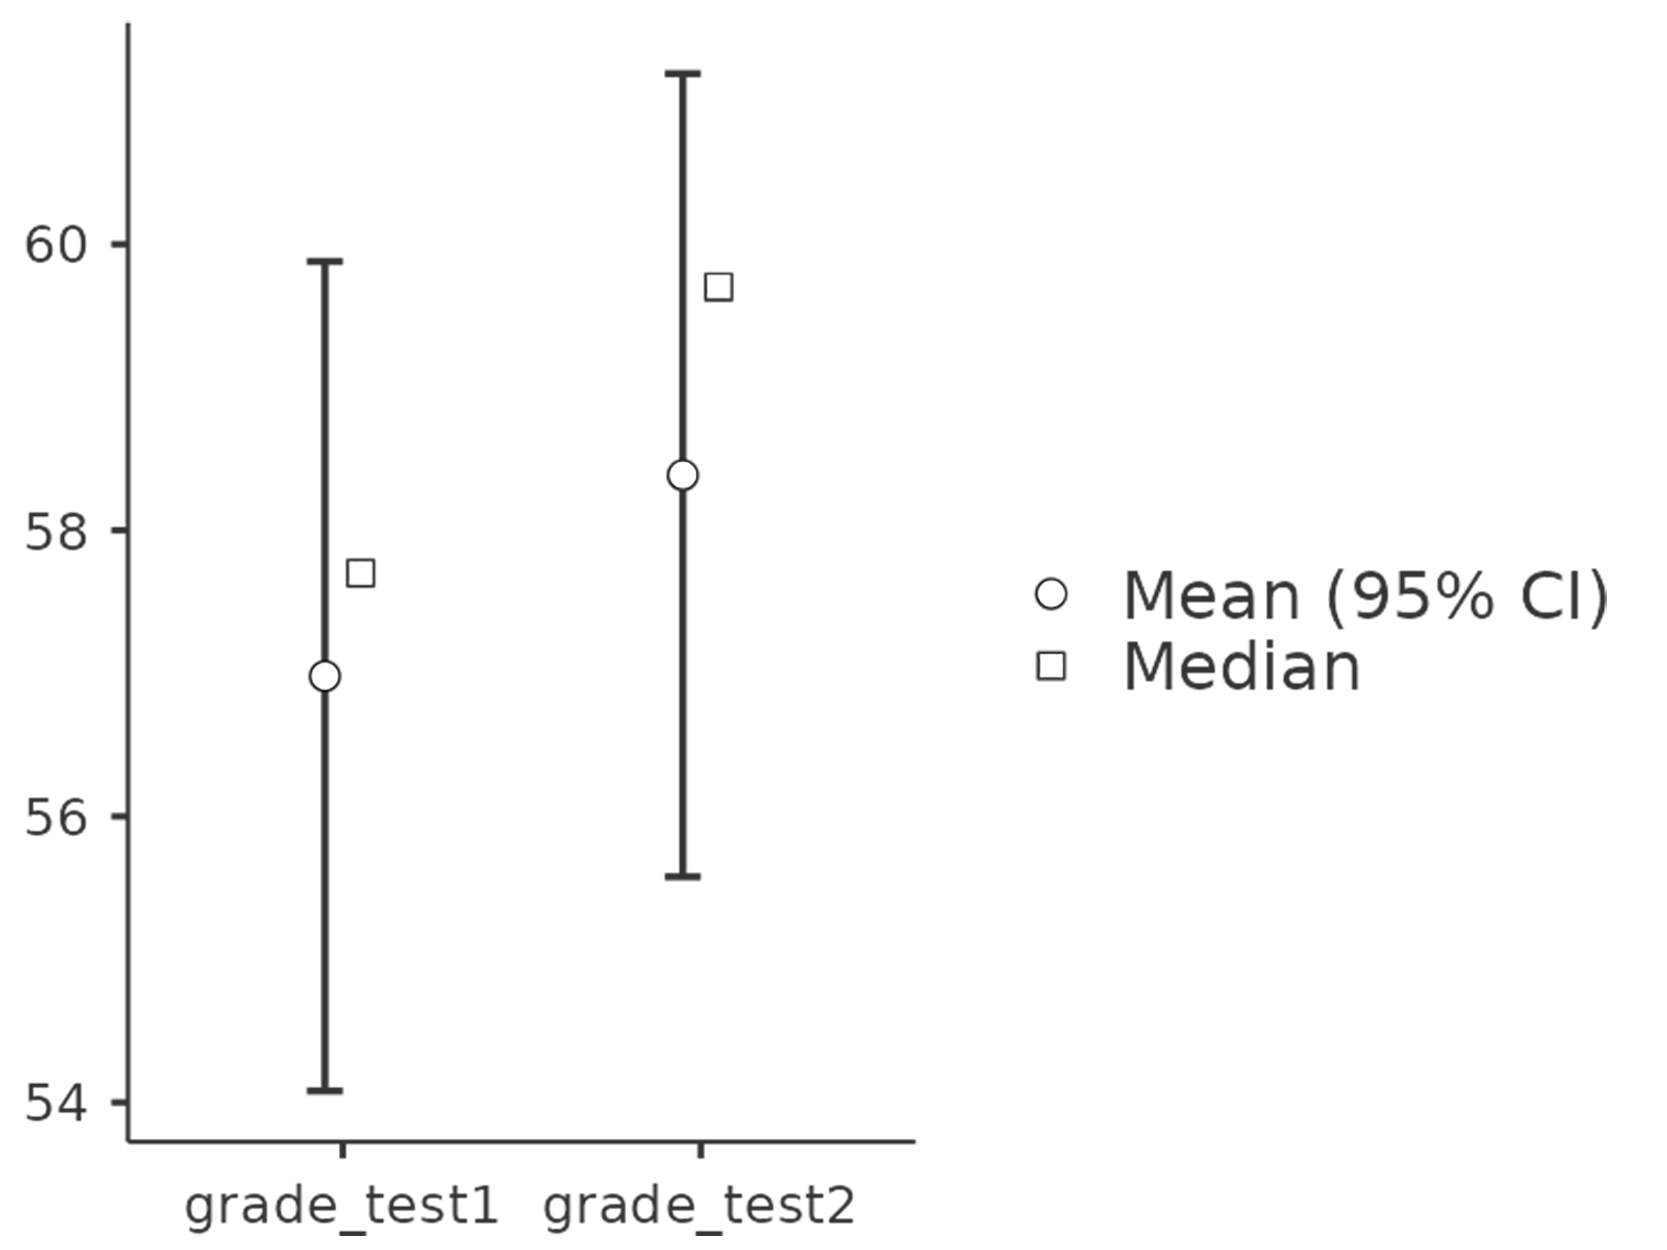 60
58
56
54
grade_test1 grade_test2
Mean (95% CI)
Median